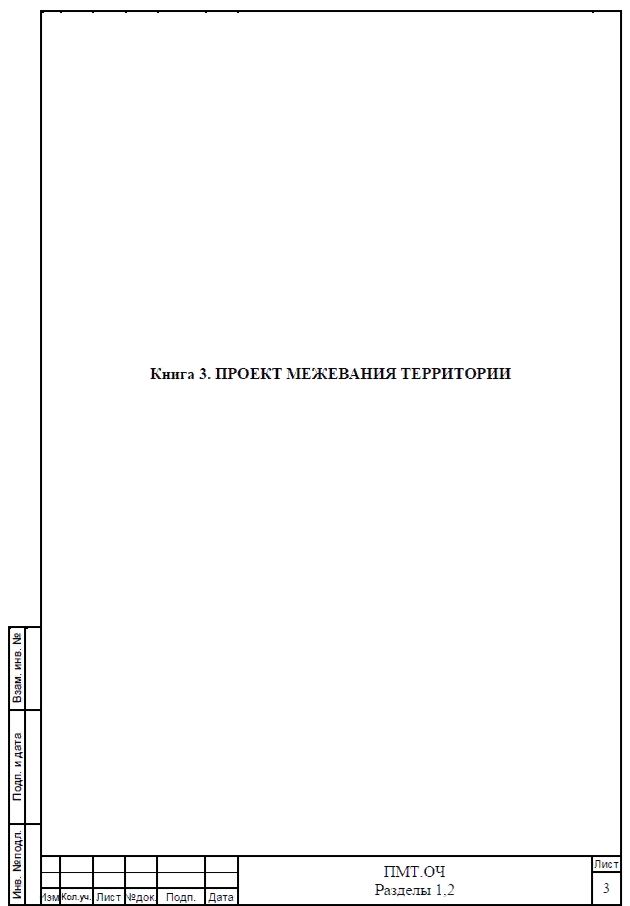 Книга 3. ПРОЕКТ МЕЖЕВАНИЯ ТЕРРИТОРИИ
Взам. инв. №
Подп. и дата
Инв. №подл.
Изм Кол.уч. Лист №док. Подп. Дата
ПМТ.ОЧ
Разделы 1,2
Лист
3